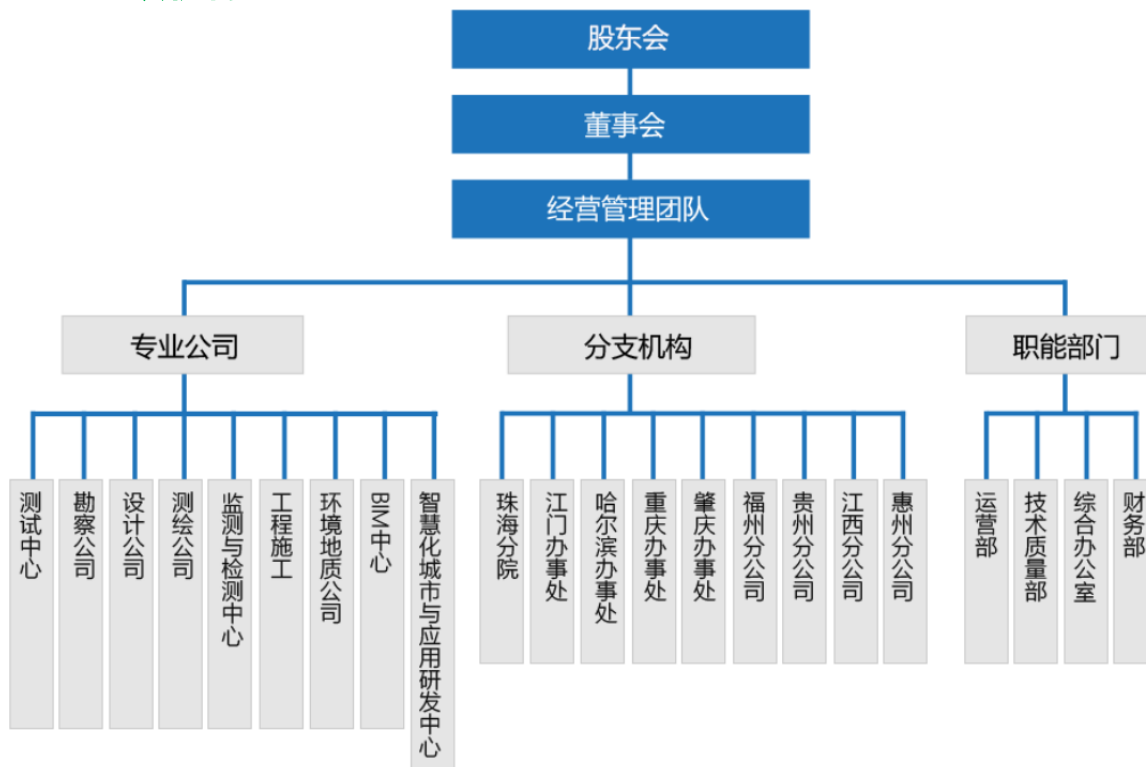 股东会
董事会
经营管理团队
专业公司
分支机构
职能部门
测试中心
勘察公司
设计公司
测绘公司
监测与检测中心
工程施工
环境地质公司
BIM中心
智慧化城市与应用研发中心
珠海分院
江门办事处
哈尔滨办事处
重庆办事处
肇庆办事处
福州分公司
贵州分公司
江西分公司
惠州分公司
运营部
技术质量部
综合办公室
财务部